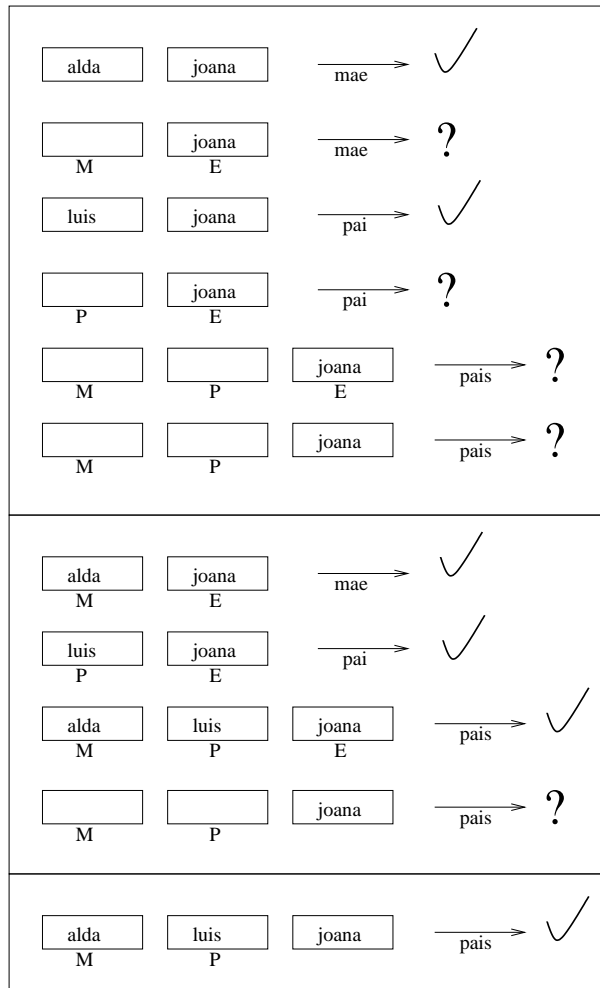 alda joana mae
joana mae ?
M E
luis joana pai
joana pai ?
P E
joana pais ?
M P E
joana pais ?
M P
alda joana mae
M E
luis joana pai
P E
alda luis joana pais
M P E
joana pais ?
M P
alda luis joana pais
M P